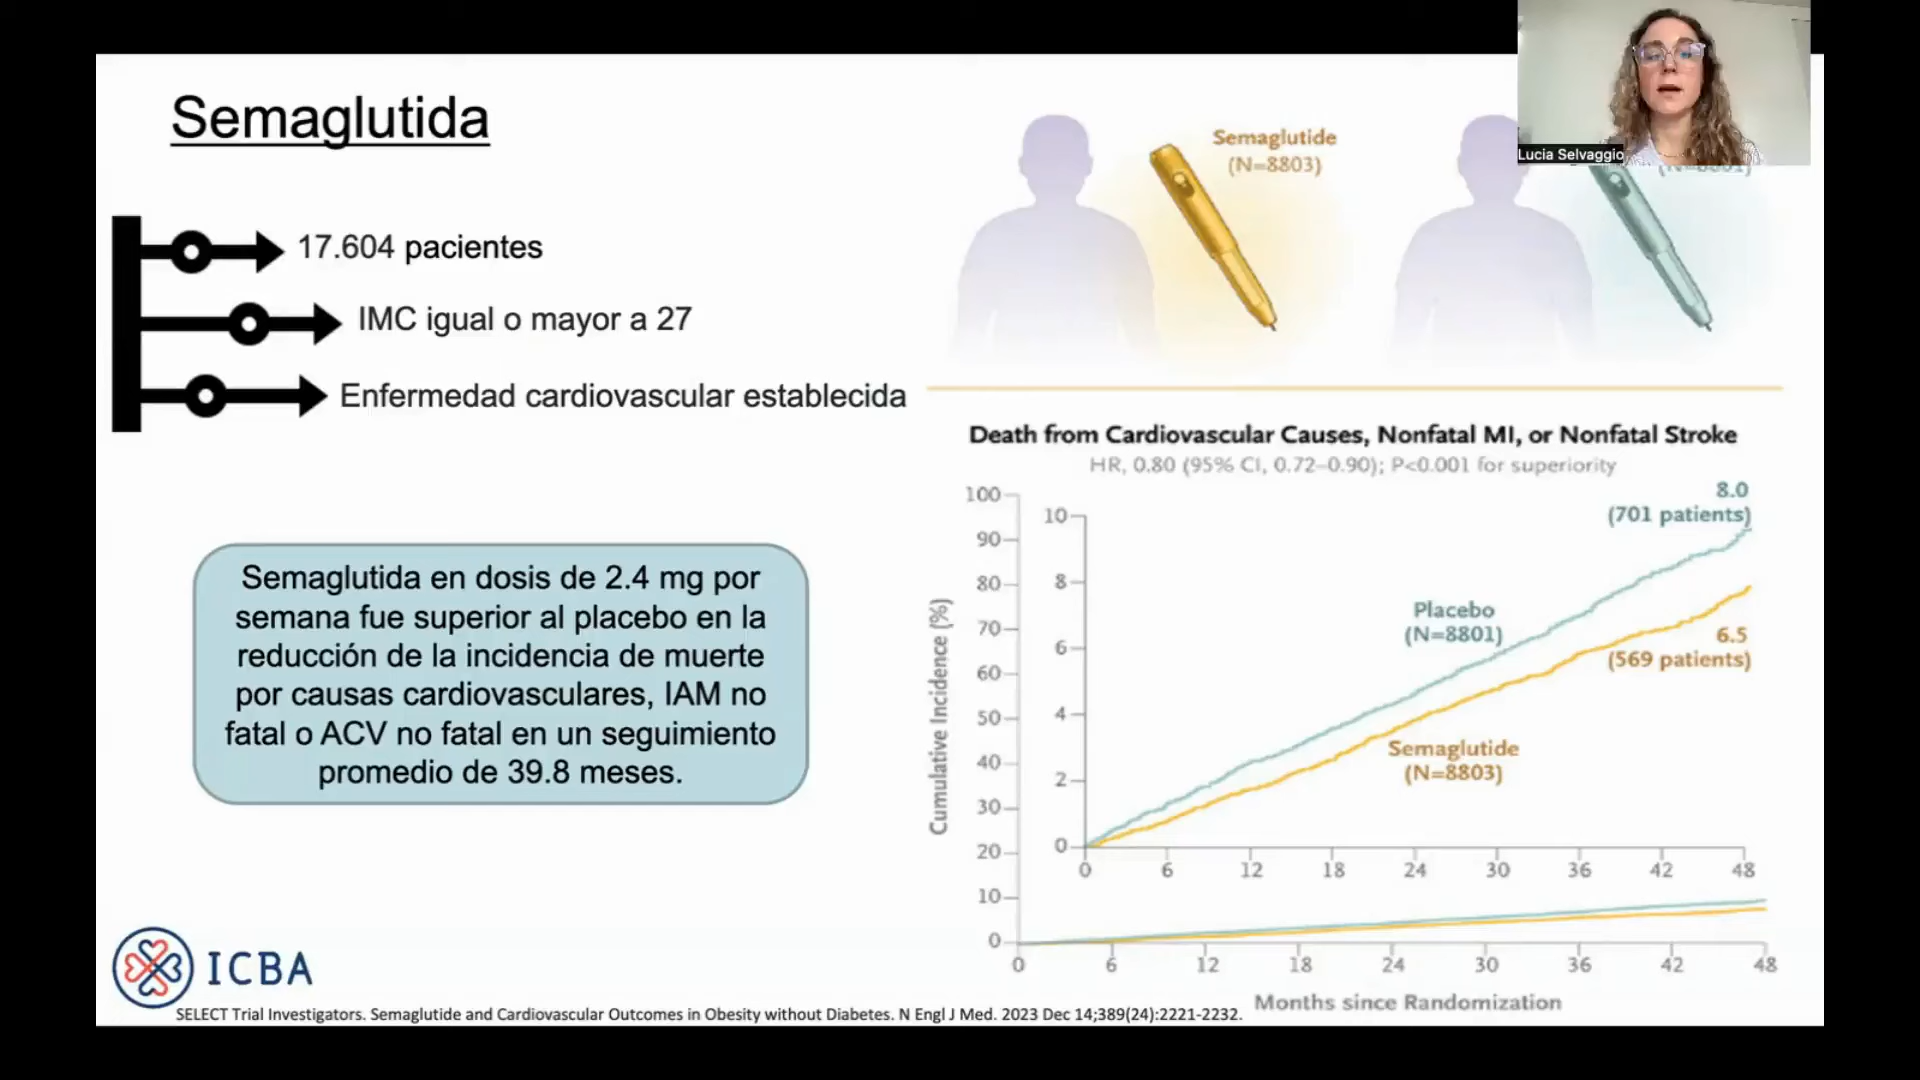 Semaglutida
17.604 pacientes
IMC igual o mayor a 27
Enfermedad cardiovascular establecida
Semaglutida en dosis de 2.4 mg por
semana fue superior al placebo en la
reducción de la incidencia de muerte
por causas cardiovasculares, IAM no
fatal o ACV no fatal en un seguimiento
promedio de 39.8 meses.
ICBA
SELECT Trial Investigators. Semaglutide and Cardiovascular Outcomes in Obesity without Diabetes. N Engl J Med. 2023 Dec 14;389(24):2221-2232.
Semaglutide
(N=8803)
Lucia Selvaggio
Death from Cardiovascular Causes, Nonfatal MI, or Nonfatal Stroke
HR, 0.80 (95% CI, 0.72–0.90); P<0.001 for superiority
Cumulative Incidence (%)
100
90
80
70
60
50
40
30
20
10
0
10
8
6
4
2
0
8.0
(701 patients)
Placebo
(N=8801)
6.5
(569 patients)
Semaglutide
(N=8803)
0 6 12 18 24 30 36 42 48
0 6 12 18 24 30 36 42 48
Months since Randomization